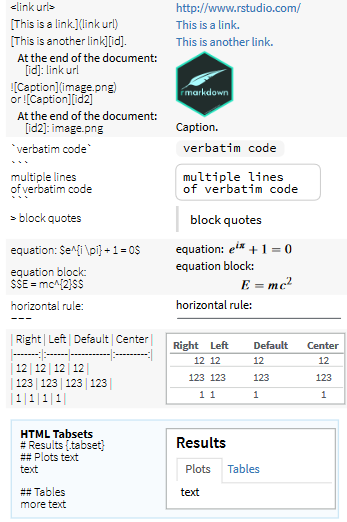 <link url>
http://www.rstudio.com/
[This is a link.](link url)
This is a link.
[This is another link][id].
This is another link.
At the end of the document:
[id]: link url
![Caption](image.png)
or ![Caption][id2]
At the end of the document:
[id2]: image.png
rmarkdown
Caption.
`verbatim code`
verbatim code
```
multiple lines
of verbatim code
```
multiple lines
of verbatim code
> block quotes
block quotes
equation: $e^{i \pi} + 1 = 0$
equation: e^{ix} + 1 = 0
equation block:
$$E = mc^{2}$$
equation block:
E = mc^2
horizontal rule:
---
horizontal rule:
| Right | Left | Default | Center |
|-------:|:------|-----------|:---------:|
| 12 | 12 | 12 | 12 |
| 123 | 123 | 123 | 123 |
| 1 | 1 | 1 | 1 |
Right Left Default Center
12 12 12 12
123 123 123 123
1 1 1 1
HTML Tabsets
# Results {.tabset}
## Plots text
text
## Tables
more text
Results
Plots Tables
text